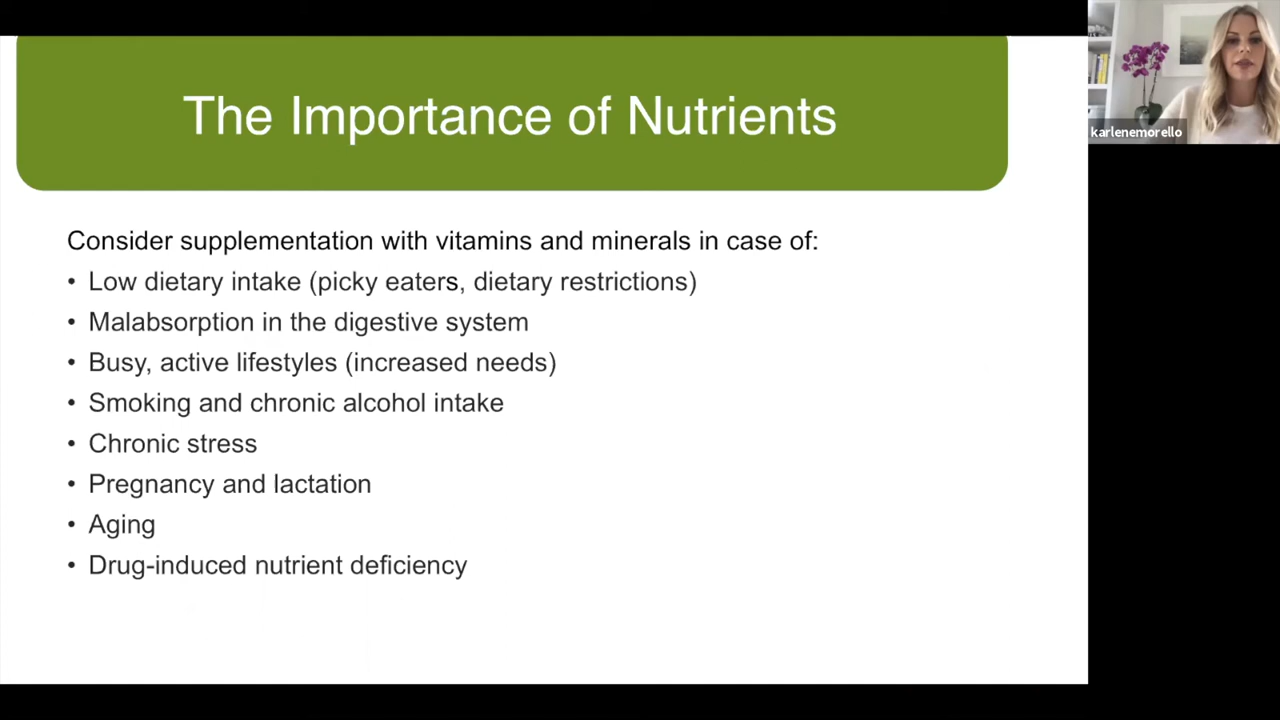 The Importance of Nutrients
karlenemorello
Consider supplementation with vitamins and minerals in case of:
• Low dietary intake (picky eaters, dietary restrictions)
• Malabsorption in the digestive system
• Busy, active lifestyles (increased needs)
• Smoking and chronic alcohol intake
• Chronic stress
• Pregnancy and lactation
• Aging
• Drug-induced nutrient deficiency